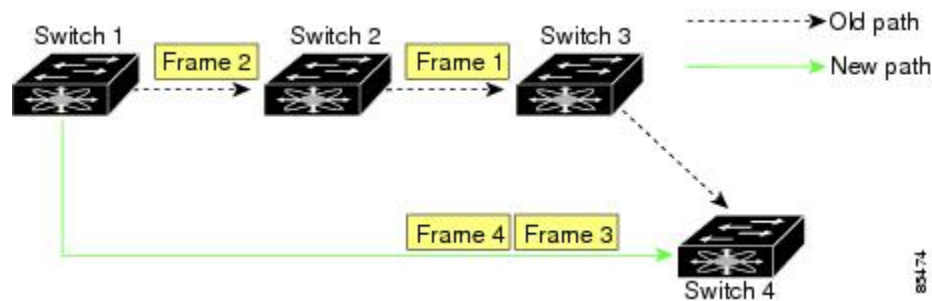 Switch 1
Frame 2
Switch 2
Frame 1
Switch 3
Old path
New path
Frame 4
Frame 3
Switch 4
85474